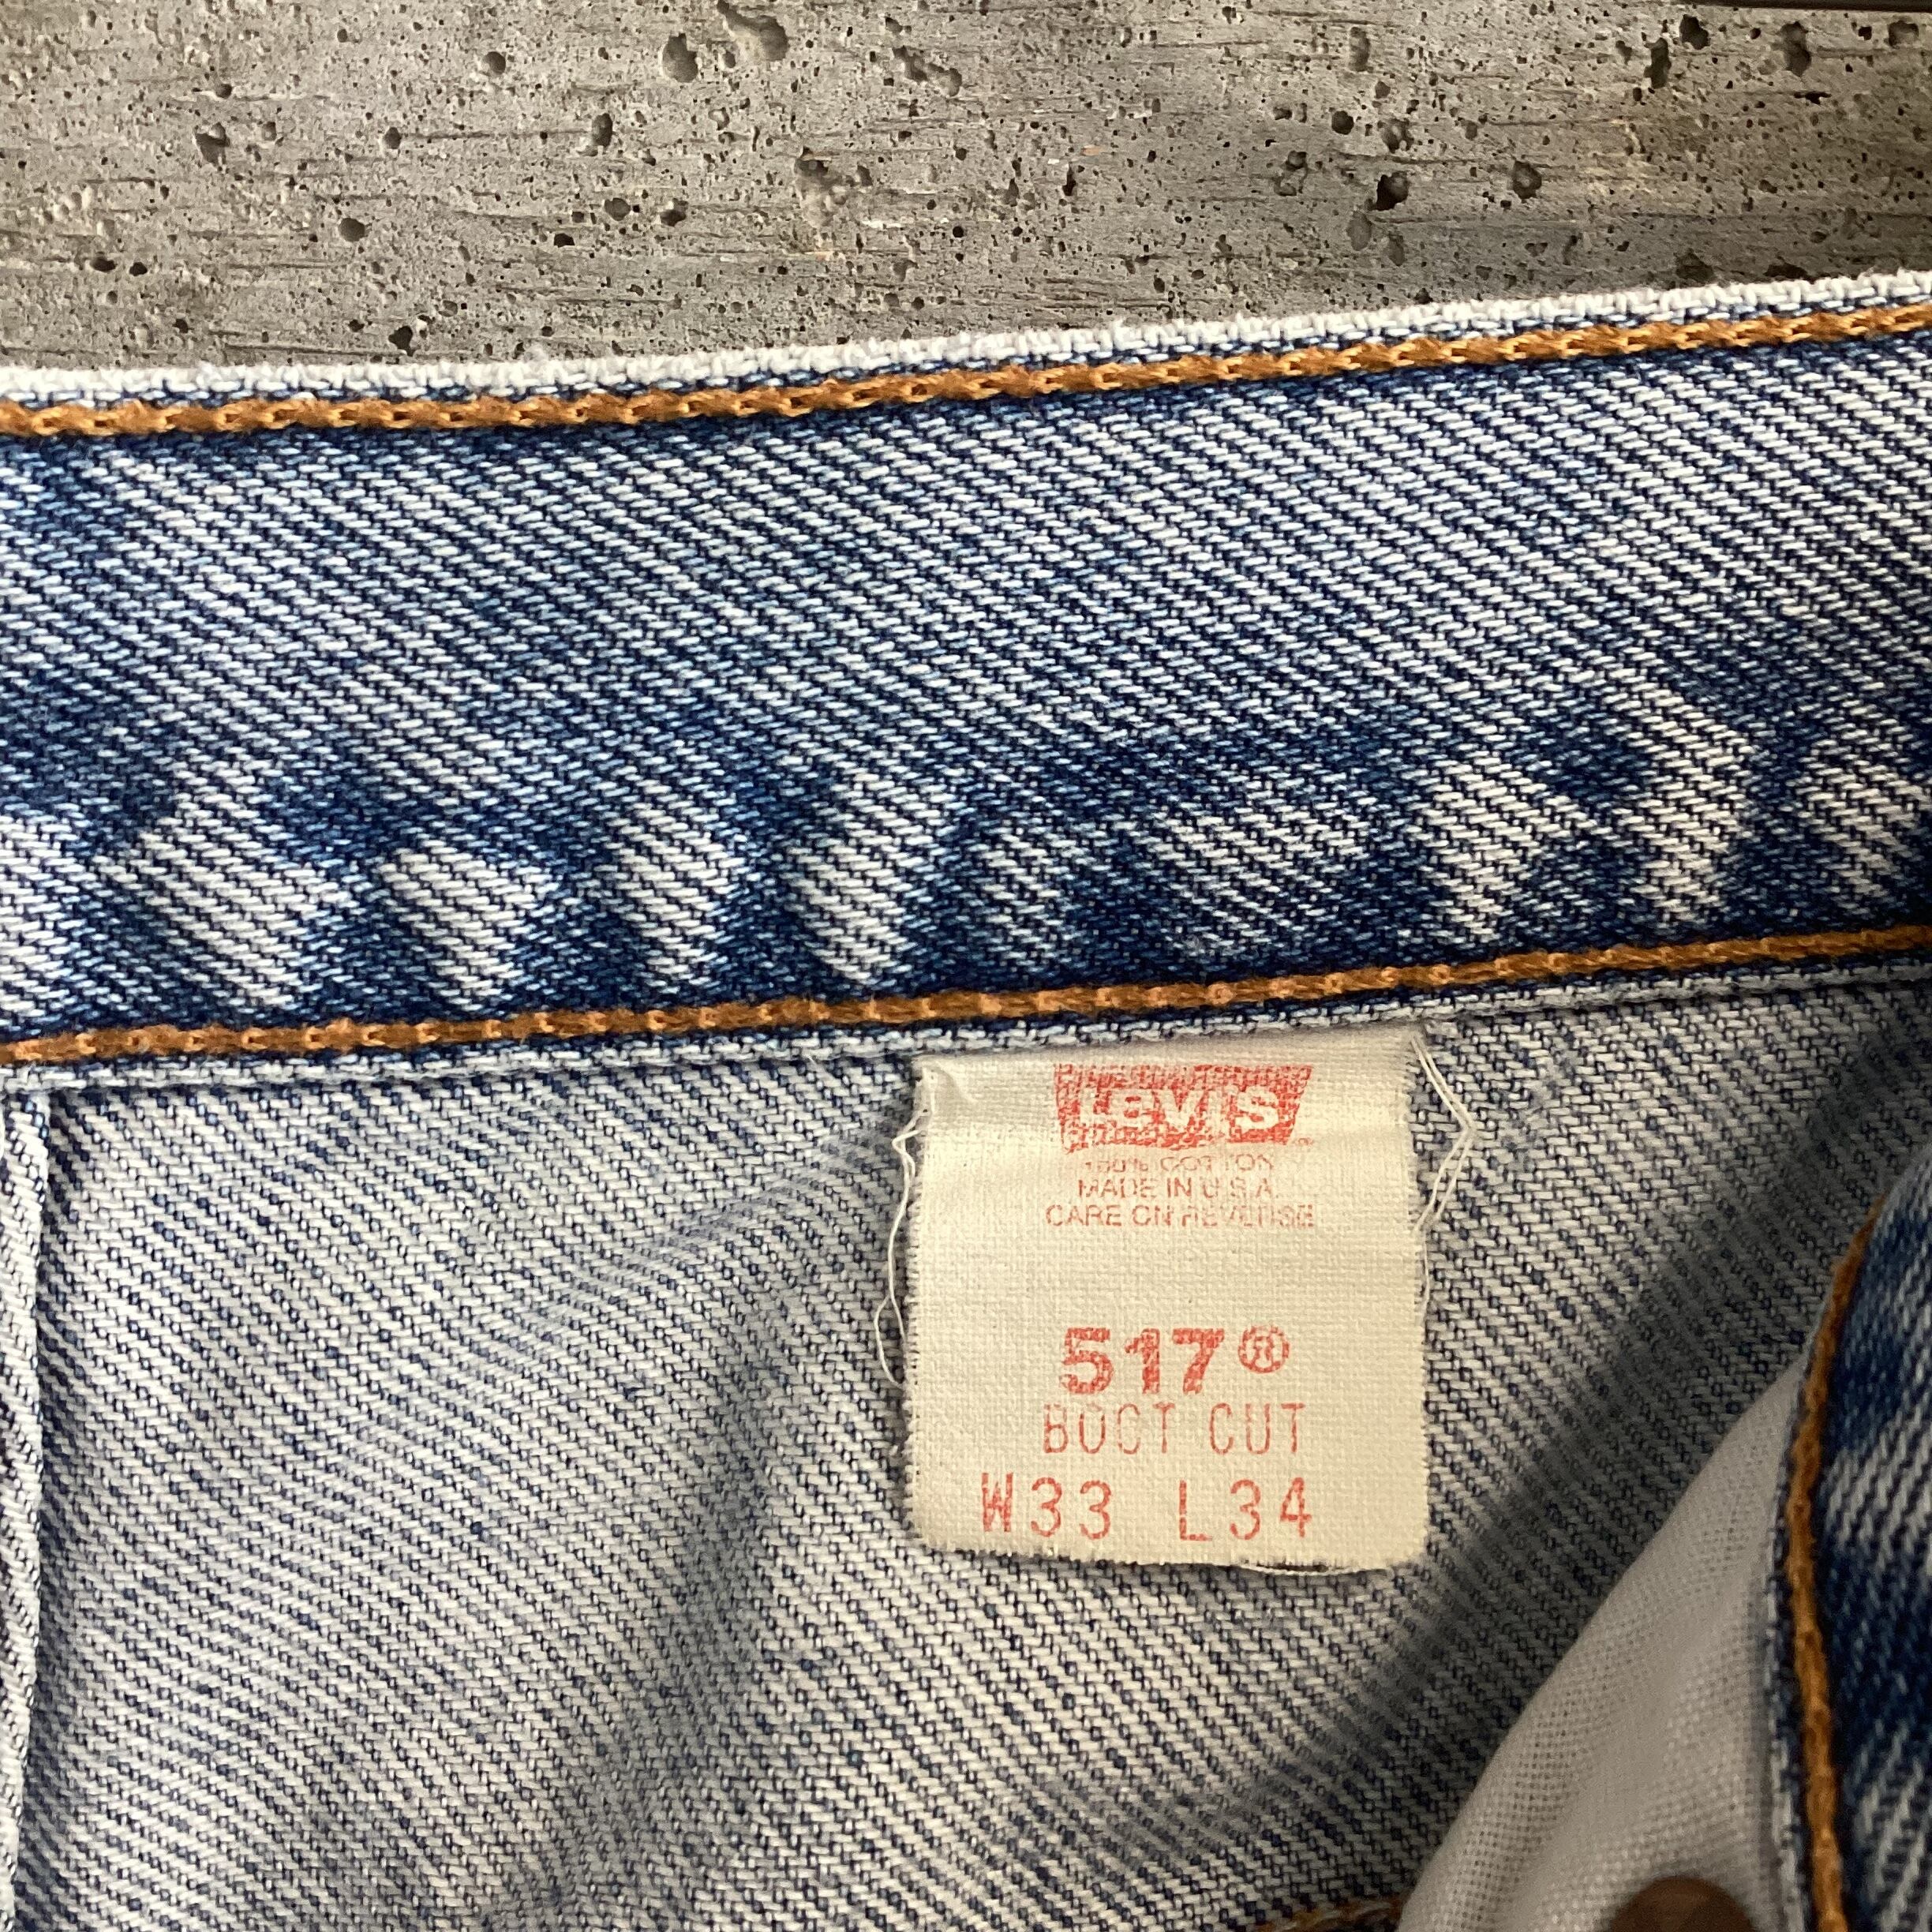 Levi's
100% COTTON
MADE IN U.S.A.
CARE ON REVERSE
517®
BOOT CUT
W33 L34